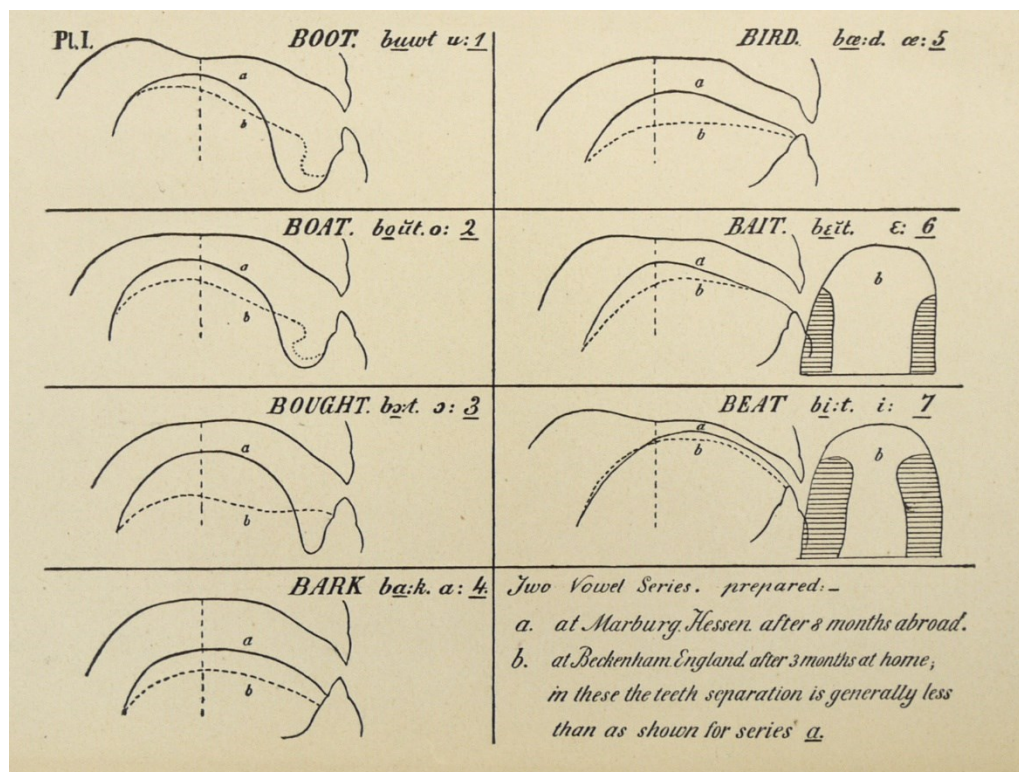 Pl.I.
BOOT. buwt u: 1
a
b
BOAT. boŭt. o: 2
a
b
BOUGHT. bɔ:t. ɔ: 3
a
b
BARK ba:k. a: 4.
a
b
BIRD. bœ:d. œ: 5
a
b
BAIT. bɛĭt. ɛ: 6
a
b
b
BEAT bi:t. i: 7
a
b
b
Two Vowel Series. prepared:–
a. at Marburg. Hessen. after 8 months abroad.
b. at Beckenham. England. after 3 months at home;
in these the teeth separation is generally less
than as shown for series a.